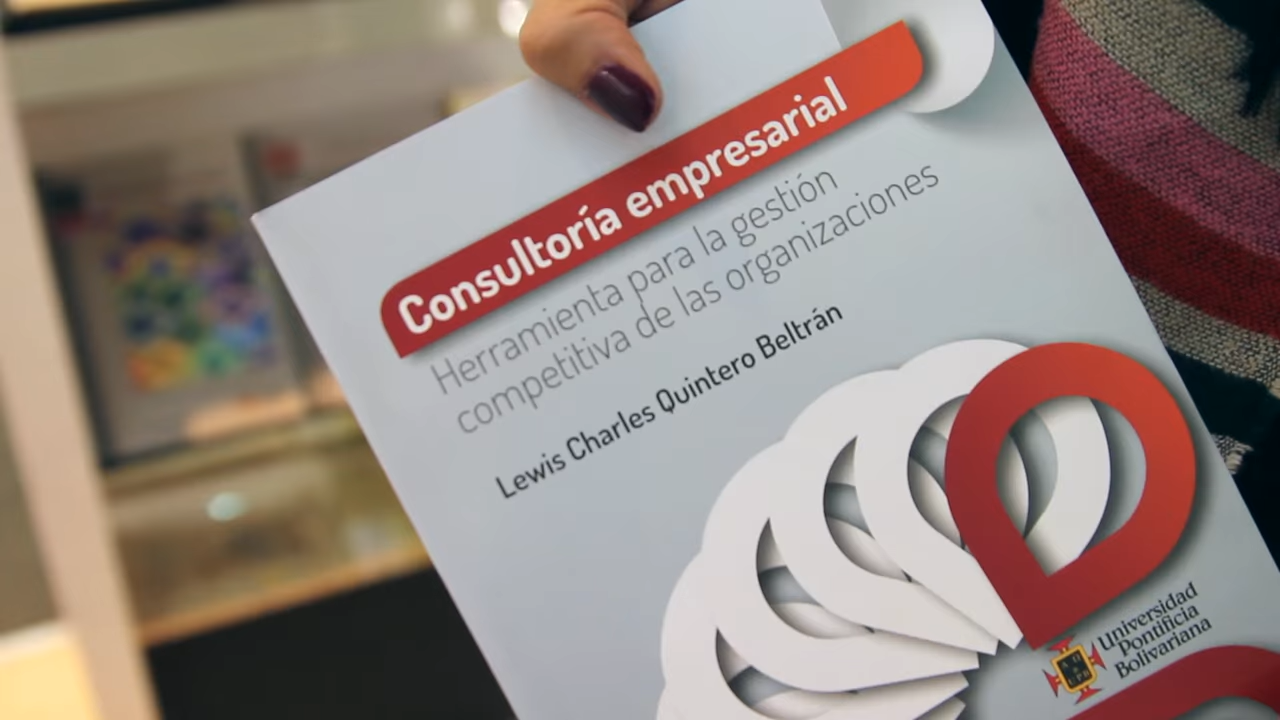 Consultoría empresarial
Herramienta para la gestión
competitiva de las organizaciones
Lewis Charles Quintero Beltrán
Universidad
Pontificia
Bolivariana